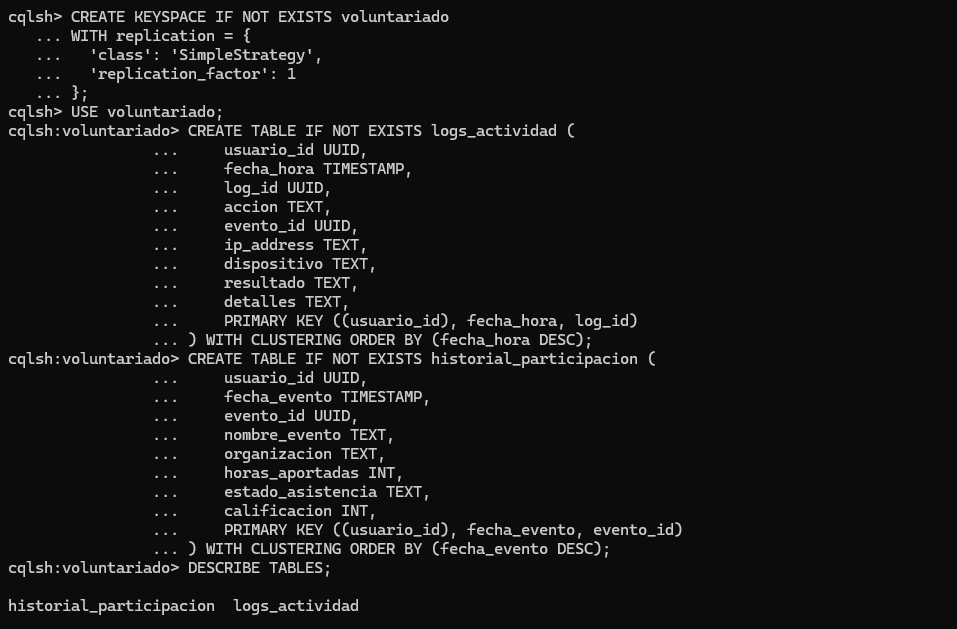 cqlsh> CREATE KEYSPACE IF NOT EXISTS voluntariado
   ... WITH replication = {
   ...   'class': 'SimpleStrategy',
   ...   'replication_factor': 1
   ... };
cqlsh> USE voluntariado;
cqlsh:voluntariado> CREATE TABLE IF NOT EXISTS logs_actividad (
                ...     usuario_id UUID,
                ...     fecha_hora TIMESTAMP,
                ...     log_id UUID,
                ...     accion TEXT,
                ...     evento_id UUID,
                ...     ip_address TEXT,
                ...     dispositivo TEXT,
                ...     resultado TEXT,
                ...     detalles TEXT,
                ...     PRIMARY KEY ((usuario_id), fecha_hora, log_id)
                ... ) WITH CLUSTERING ORDER BY (fecha_hora DESC);
cqlsh:voluntariado> CREATE TABLE IF NOT EXISTS historial_participacion (
                ...     usuario_id UUID,
                ...     fecha_evento TIMESTAMP,
                ...     evento_id UUID,
                ...     nombre_evento TEXT,
                ...     organizacion TEXT,
                ...     horas_aportadas INT,
                ...     estado_asistencia TEXT,
                ...     calificacion INT,
                ...     PRIMARY KEY ((usuario_id), fecha_evento, evento_id)
                ... ) WITH CLUSTERING ORDER BY (fecha_evento DESC);
cqlsh:voluntariado> DESCRIBE TABLES;

historial_participacion  logs_actividad